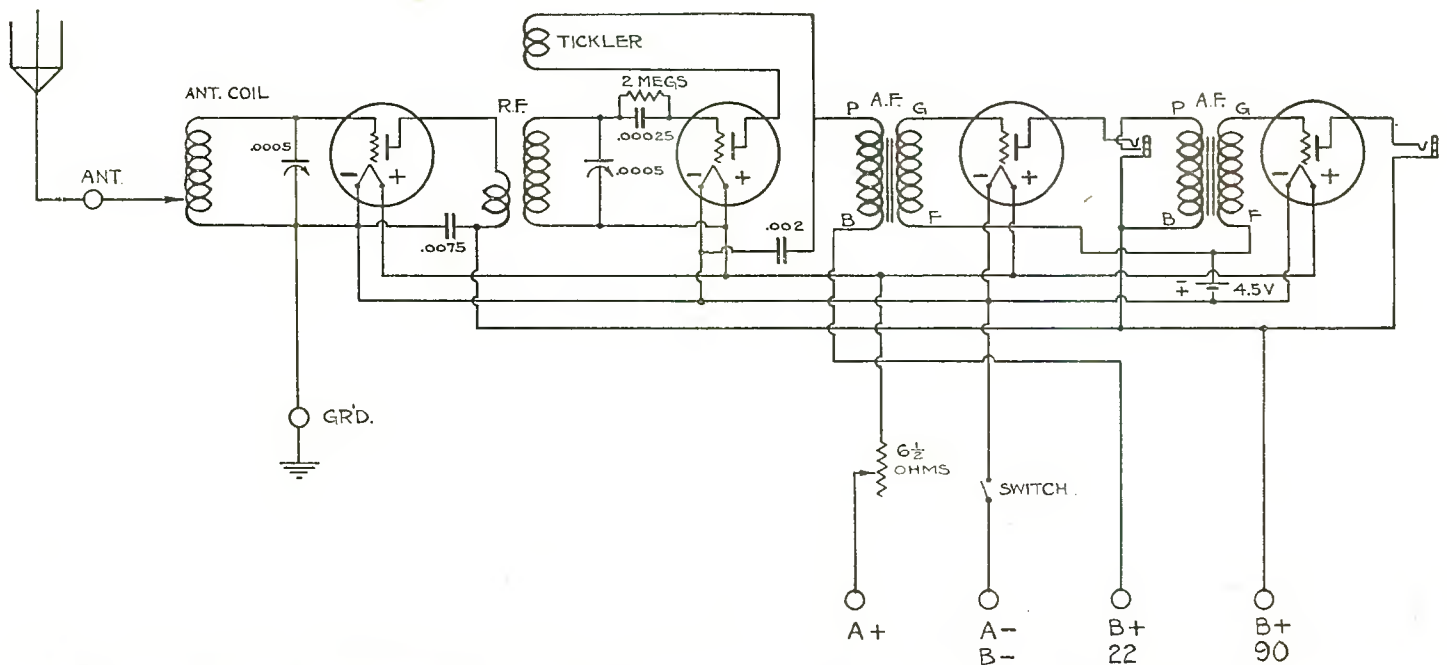 TICKLER
2 MEGS
ANT. COIL
R.F.
P A.F. G
P A.F. G
.0005
.00025
.0005
- +
- +
- +
- +
ANT.
B F
B F
.0075
.002
- +
4.5V
GR'D.
6½
OHMS
SWITCH.
A+
A-
B-
B+
22
B+
90